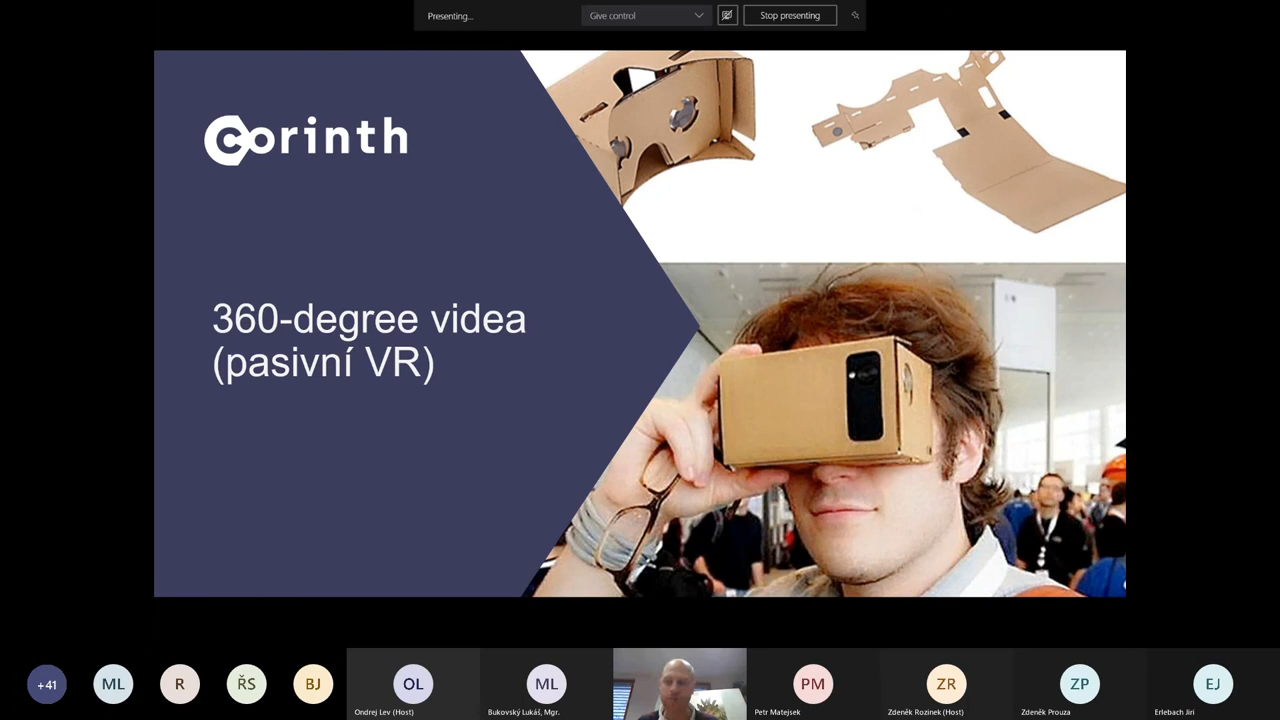 Presenting...
Give control
Stop presenting
corinth
360-degree videa
(pasivní VR)
+41
ML
R
ŘS
BJ
OL
ML
PM
ZR
ZP
EJ
Ondrej Lev (Host)
Bukovský Lukáš, Mgr.
Petr Matejsek
Zdeněk Rozinek (Host)
Zdeněk Prouza
Erlebach Jiri